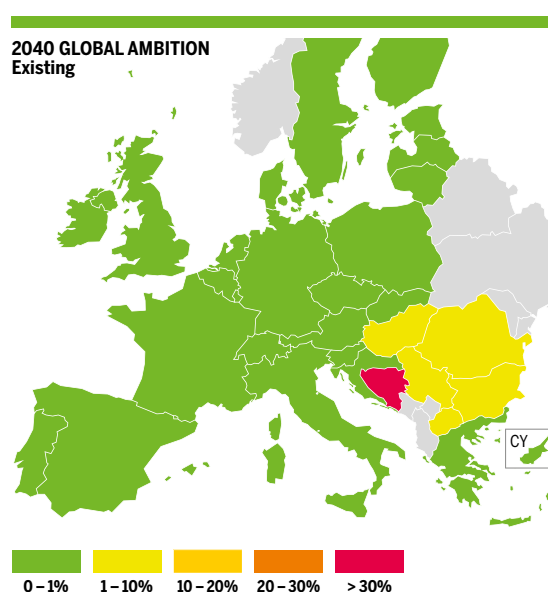 2040 GLOBAL AMBITION
Existing
CY
0 – 1%
1 – 10%
10 – 20%
20 – 30%
> 30%